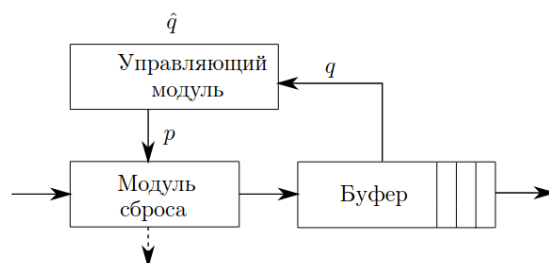 q̂
Управляющий
модуль
q
p
Модуль
сброса
Буфер